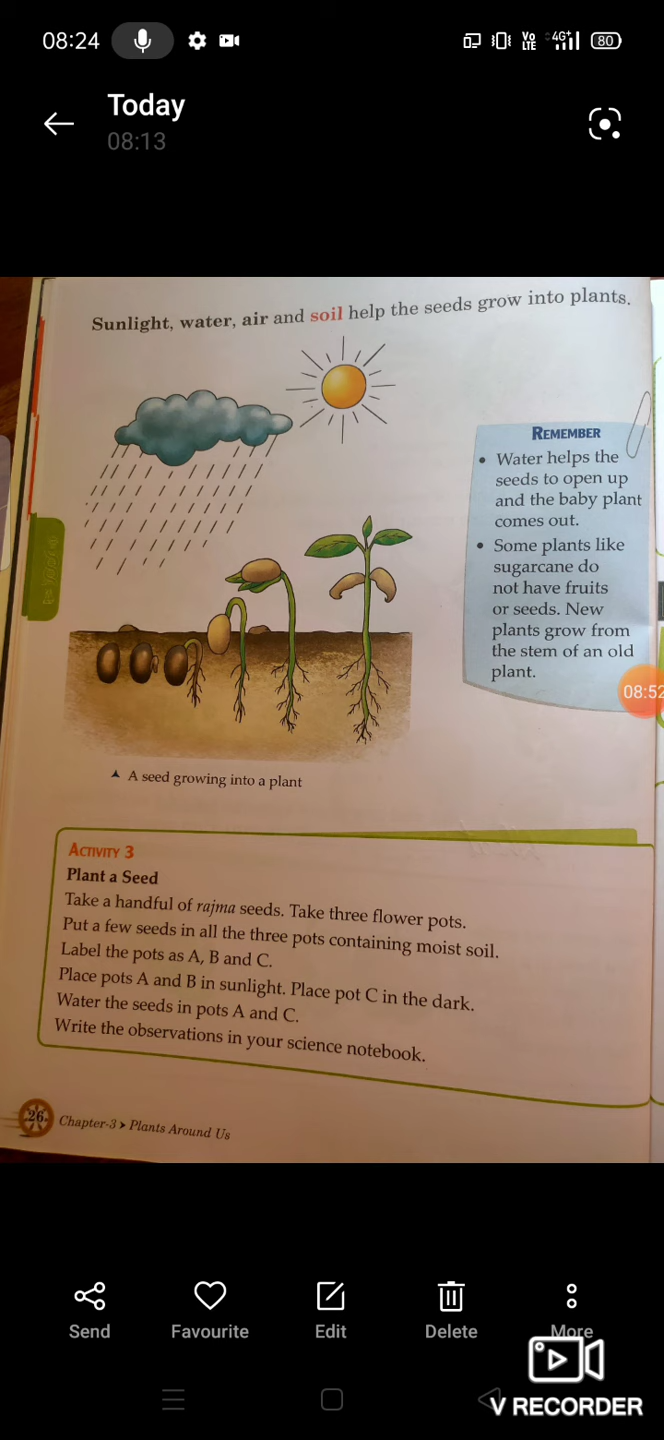 08:24
Vo
LTE
4G+
80
Today
08:13
Sunlight, water, air and soil help the seeds grow into plants.
REMEMBER
• Water helps the
seeds to open up
and the baby plant
comes out.
• Some plants like
sugarcane do
not have fruits
or seeds. New
plants grow from
the stem of an old
plant.
08:52
A seed growing into a plant
ACTIVITY 3
Plant a Seed
Take a handful of rajma seeds. Take three flower pots.
Put a few seeds in all the three pots containing moist soil.
Label the pots as A, B and C.
Place pots A and B in sunlight. Place pot C in the dark.
Water the seeds in pots A and C.
Write the observations in your science notebook.
26
Chapter-3 > Plants Around Us
Send
Favourite
Edit
Delete
More
V RECORDER